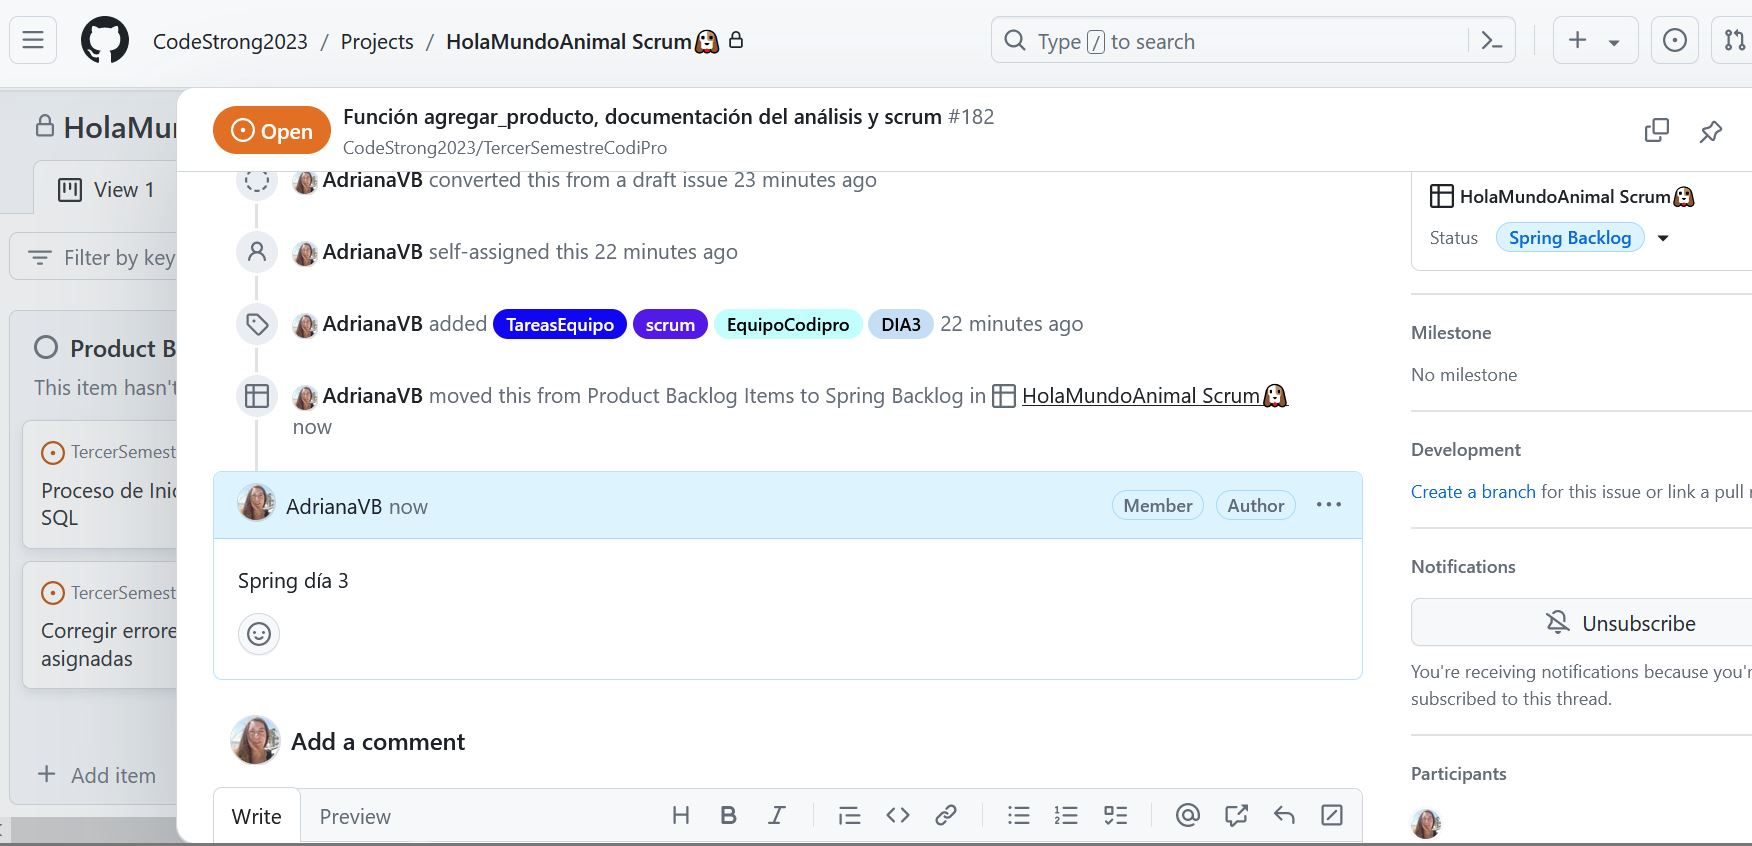 CodeStrong2023 / Projects / HolaMundoAnimal Scrum
Type / to search
HolaMu
View 1
Filter by key
Product B
This item hasn't
TercerSemest
Proceso de Ini
SQL
TercerSemest
Corregir errore
asignadas
Add item
Open
Función agregar_producto, documentación del análisis y scrum #182
CodeStrong2023/TercerSemestreCodiPro
AdrianaVB converted this from a draft issue 23 minutes ago
AdrianaVB self-assigned this 22 minutes ago
AdrianaVB added TareasEquipo scrum EquipoCodipro DIA3 22 minutes ago
AdrianaVB moved this from Product Backlog Items to Spring Backlog in HolaMundoAnimal Scrum
now
AdrianaVB now
Member
Author
Spring día 3
Add a comment
Write
Preview
HolaMundoAnimal Scrum
Status Spring Backlog
Milestone
No milestone
Development
Create a branch for this issue or link a pull
Notifications
Unsubscribe
You're receiving notifications because you'r
subscribed to this thread.
Participants